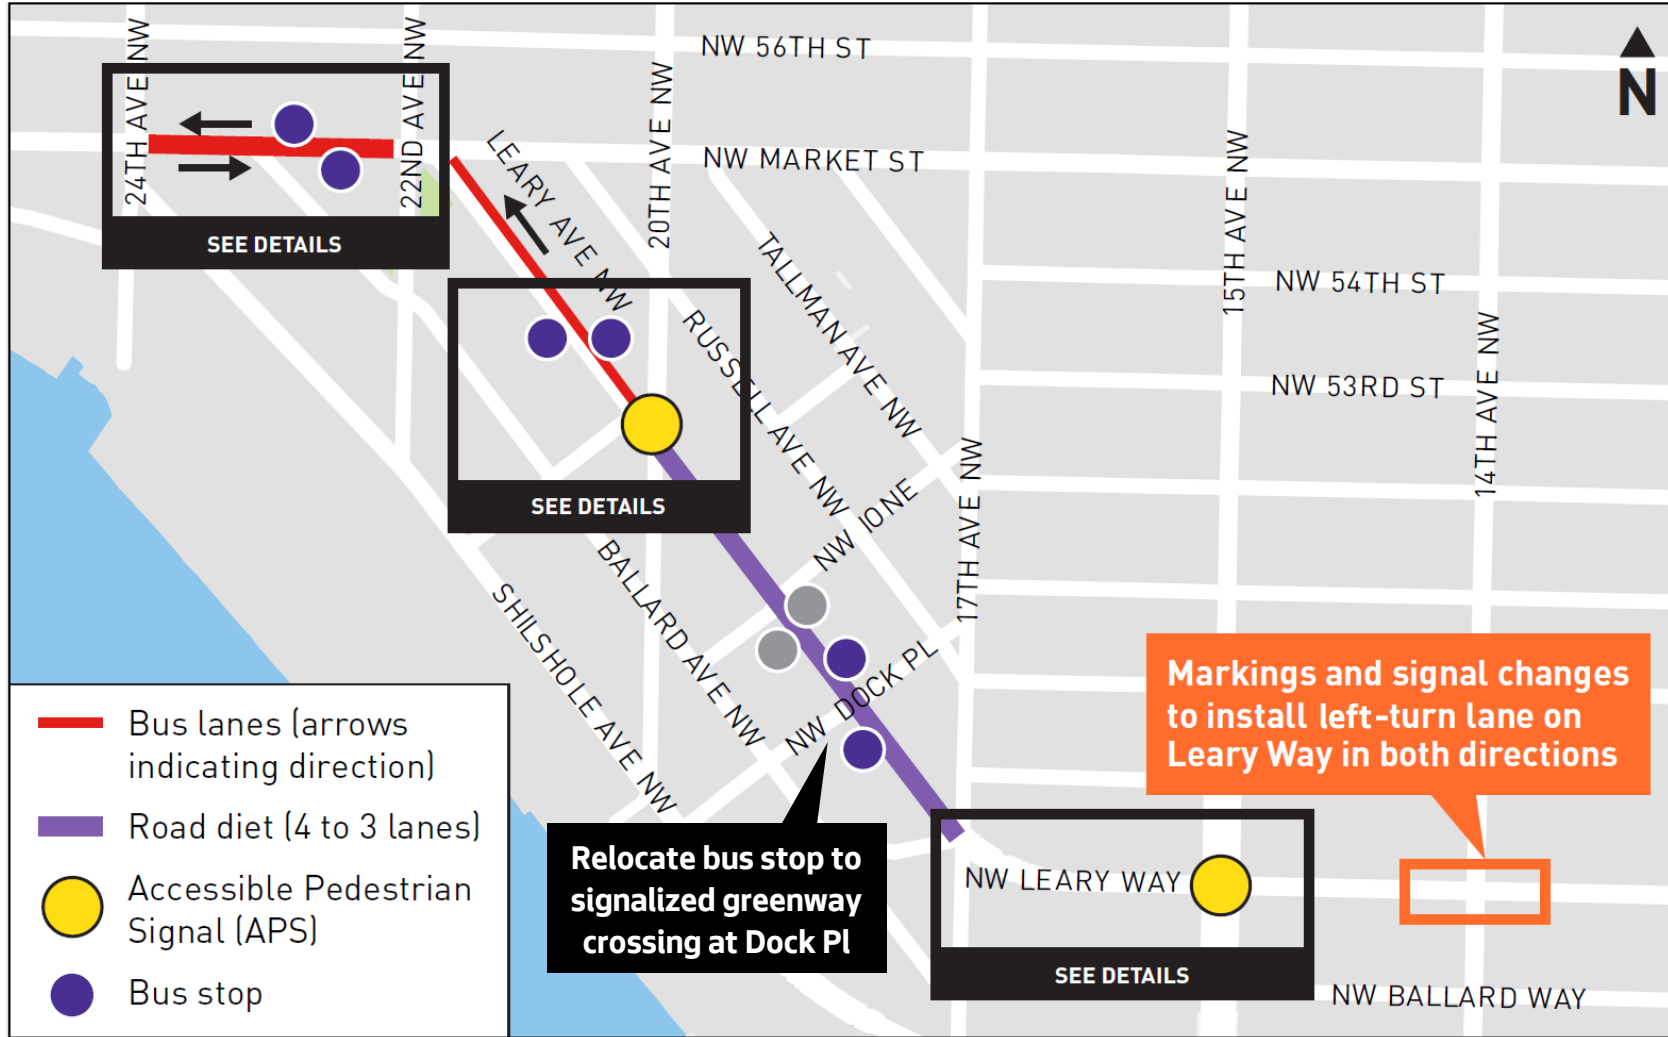 NW 56TH ST
N
24TH AVE NW
22ND AVE NW
20TH AVE NW
LEARY AVE NW
NW MARKET ST
15TH AVE NW
SEE DETAILS
TALLMAN AVE NW
NW 54TH ST
RUSSELL AVE NW
14TH AVE NW
NW 53RD ST
17TH AVE NW
SEE DETAILS
NW IONE
BALLARD AVE NW
SHILSHOLE AVE NW
NW DOCK PL
Markings and signal changes
to install left-turn lane on
Leary Way in both directions
Bus lanes (arrows
indicating direction)
Road diet (4 to 3 lanes)
Accessible Pedestrian
Signal (APS)
Bus stop
Relocate bus stop to
signalized greenway
crossing at Dock Pl
NW LEARY WAY
SEE DETAILS
NW BALLARD WAY